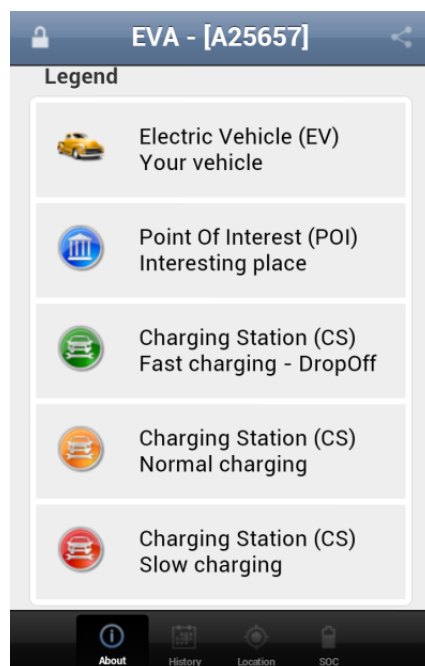 EVA - [A25657]
Legend
Electric Vehicle (EV)
Your vehicle
Point Of Interest (POI)
Interesting place
Charging Station (CS)
Fast charging - DropOff
Charging Station (CS)
Normal charging
Charging Station (CS)
Slow charging
About History Location SOC